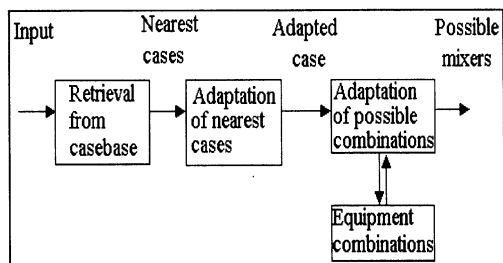 Input
Nearest
cases
Adapted
case
Possible
mixers
Retrieval
from
casebase
Adaptation
of nearest
cases
Adaptation
of possible
combinations
Equipment
combinations